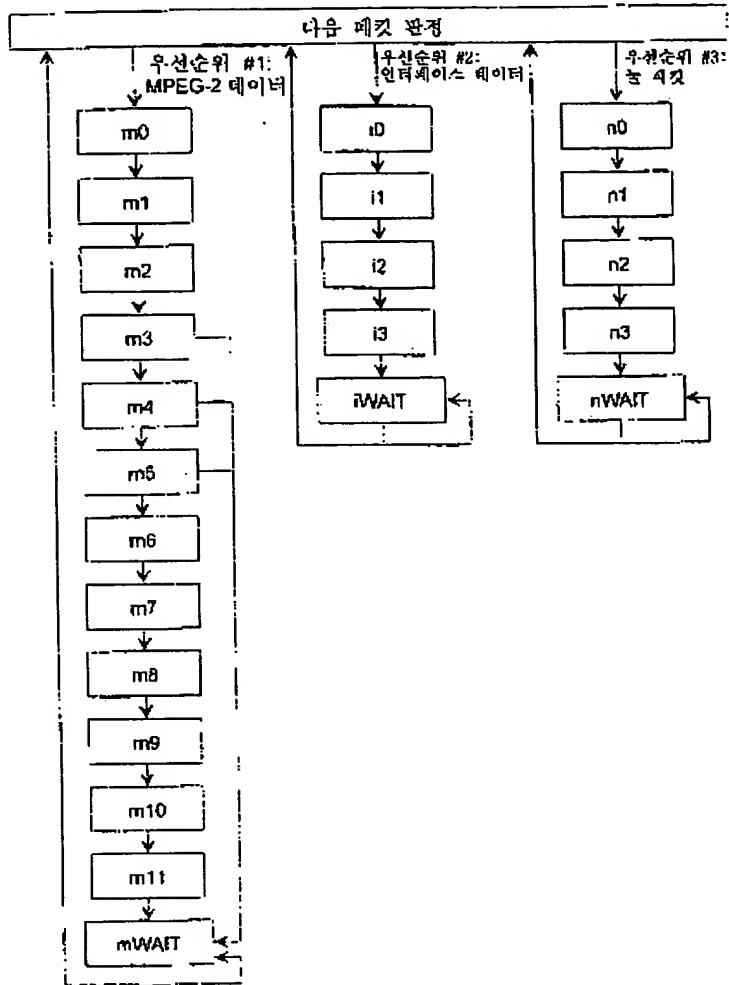 다음 패킷 판정
우선순위 #1:
MPEG-2 데이터
우선순위 #2:
인터페이스 데이터
우선순위 #3:
널 패킷
m0
m1
m2
m3
m4
m5
m6
m7
m8
m9
m10
m11
mWAIT
i0
i1
i2
i3
iWAIT
n0
n1
n2
n3
nWAIT